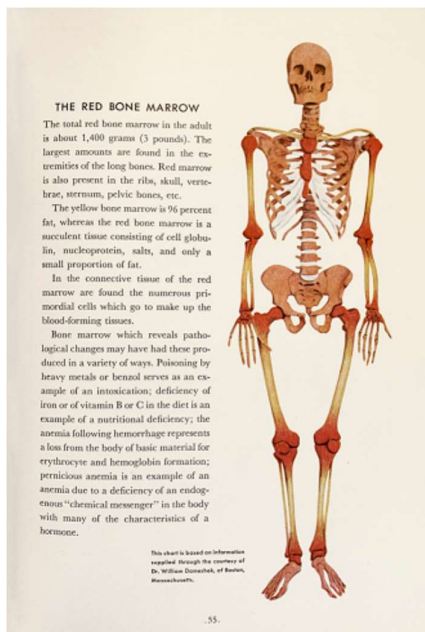 THE RED BONE MARROW
The total red bone marrow in the adult
is about 1,400 grams (3 pounds). The
largest amounts are found in the ex-
tremities of the long bones. Red marrow
is also present in the ribs, skull, verte-
brae, sternum, pelvic bones, etc.
The yellow bone marrow is 96 percent
fat, whereas the red bone marrow is a
succulent tissue consisting of cell globu-
lin, nucleoprotein, salts, and only a
small proportion of fat.
In the connective tissue of the red
marrow are found the numerous pri-
mordial cells which go to make up the
blood-forming tissues.
Bone marrow which reveals patho-
logical changes may have had these pro-
duced in a variety of ways. Poisoning by
heavy metals or benzol serves as an ex-
ample of an intoxication; deficiency of
iron or of vitamin B or C in the diet is an
example of a nutritional deficiency; the
anemia following hemorrhage represents
a loss from the body of basic material for
erythrocyte and hemoglobin formation;
pernicious anemia is an example of an
anemia due to a deficiency of an endog-
enous "chemical messenger" in the body
with many of the characteristics of a
hormone.
This chart is based on information
supplied through the courtesy of
Dr. William Dameshek, of Boston,
Massachusetts.
.55.